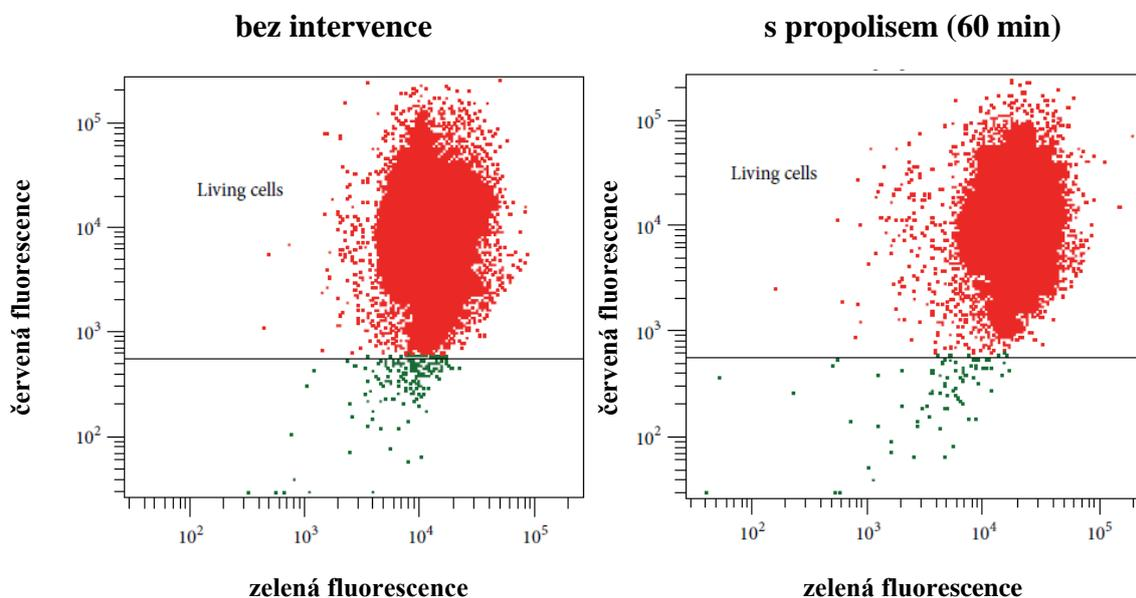 bez intervence
červená fluorescence
10⁵
10⁴
10³
10²
Living cells
10² 10³ 10⁴ 10⁵
zelená fluorescence
s propolisem (60 min)
červená fluorescence
10⁵
10⁴
10³
10²
Living cells
10² 10³ 10⁴ 10⁵
zelená fluorescence